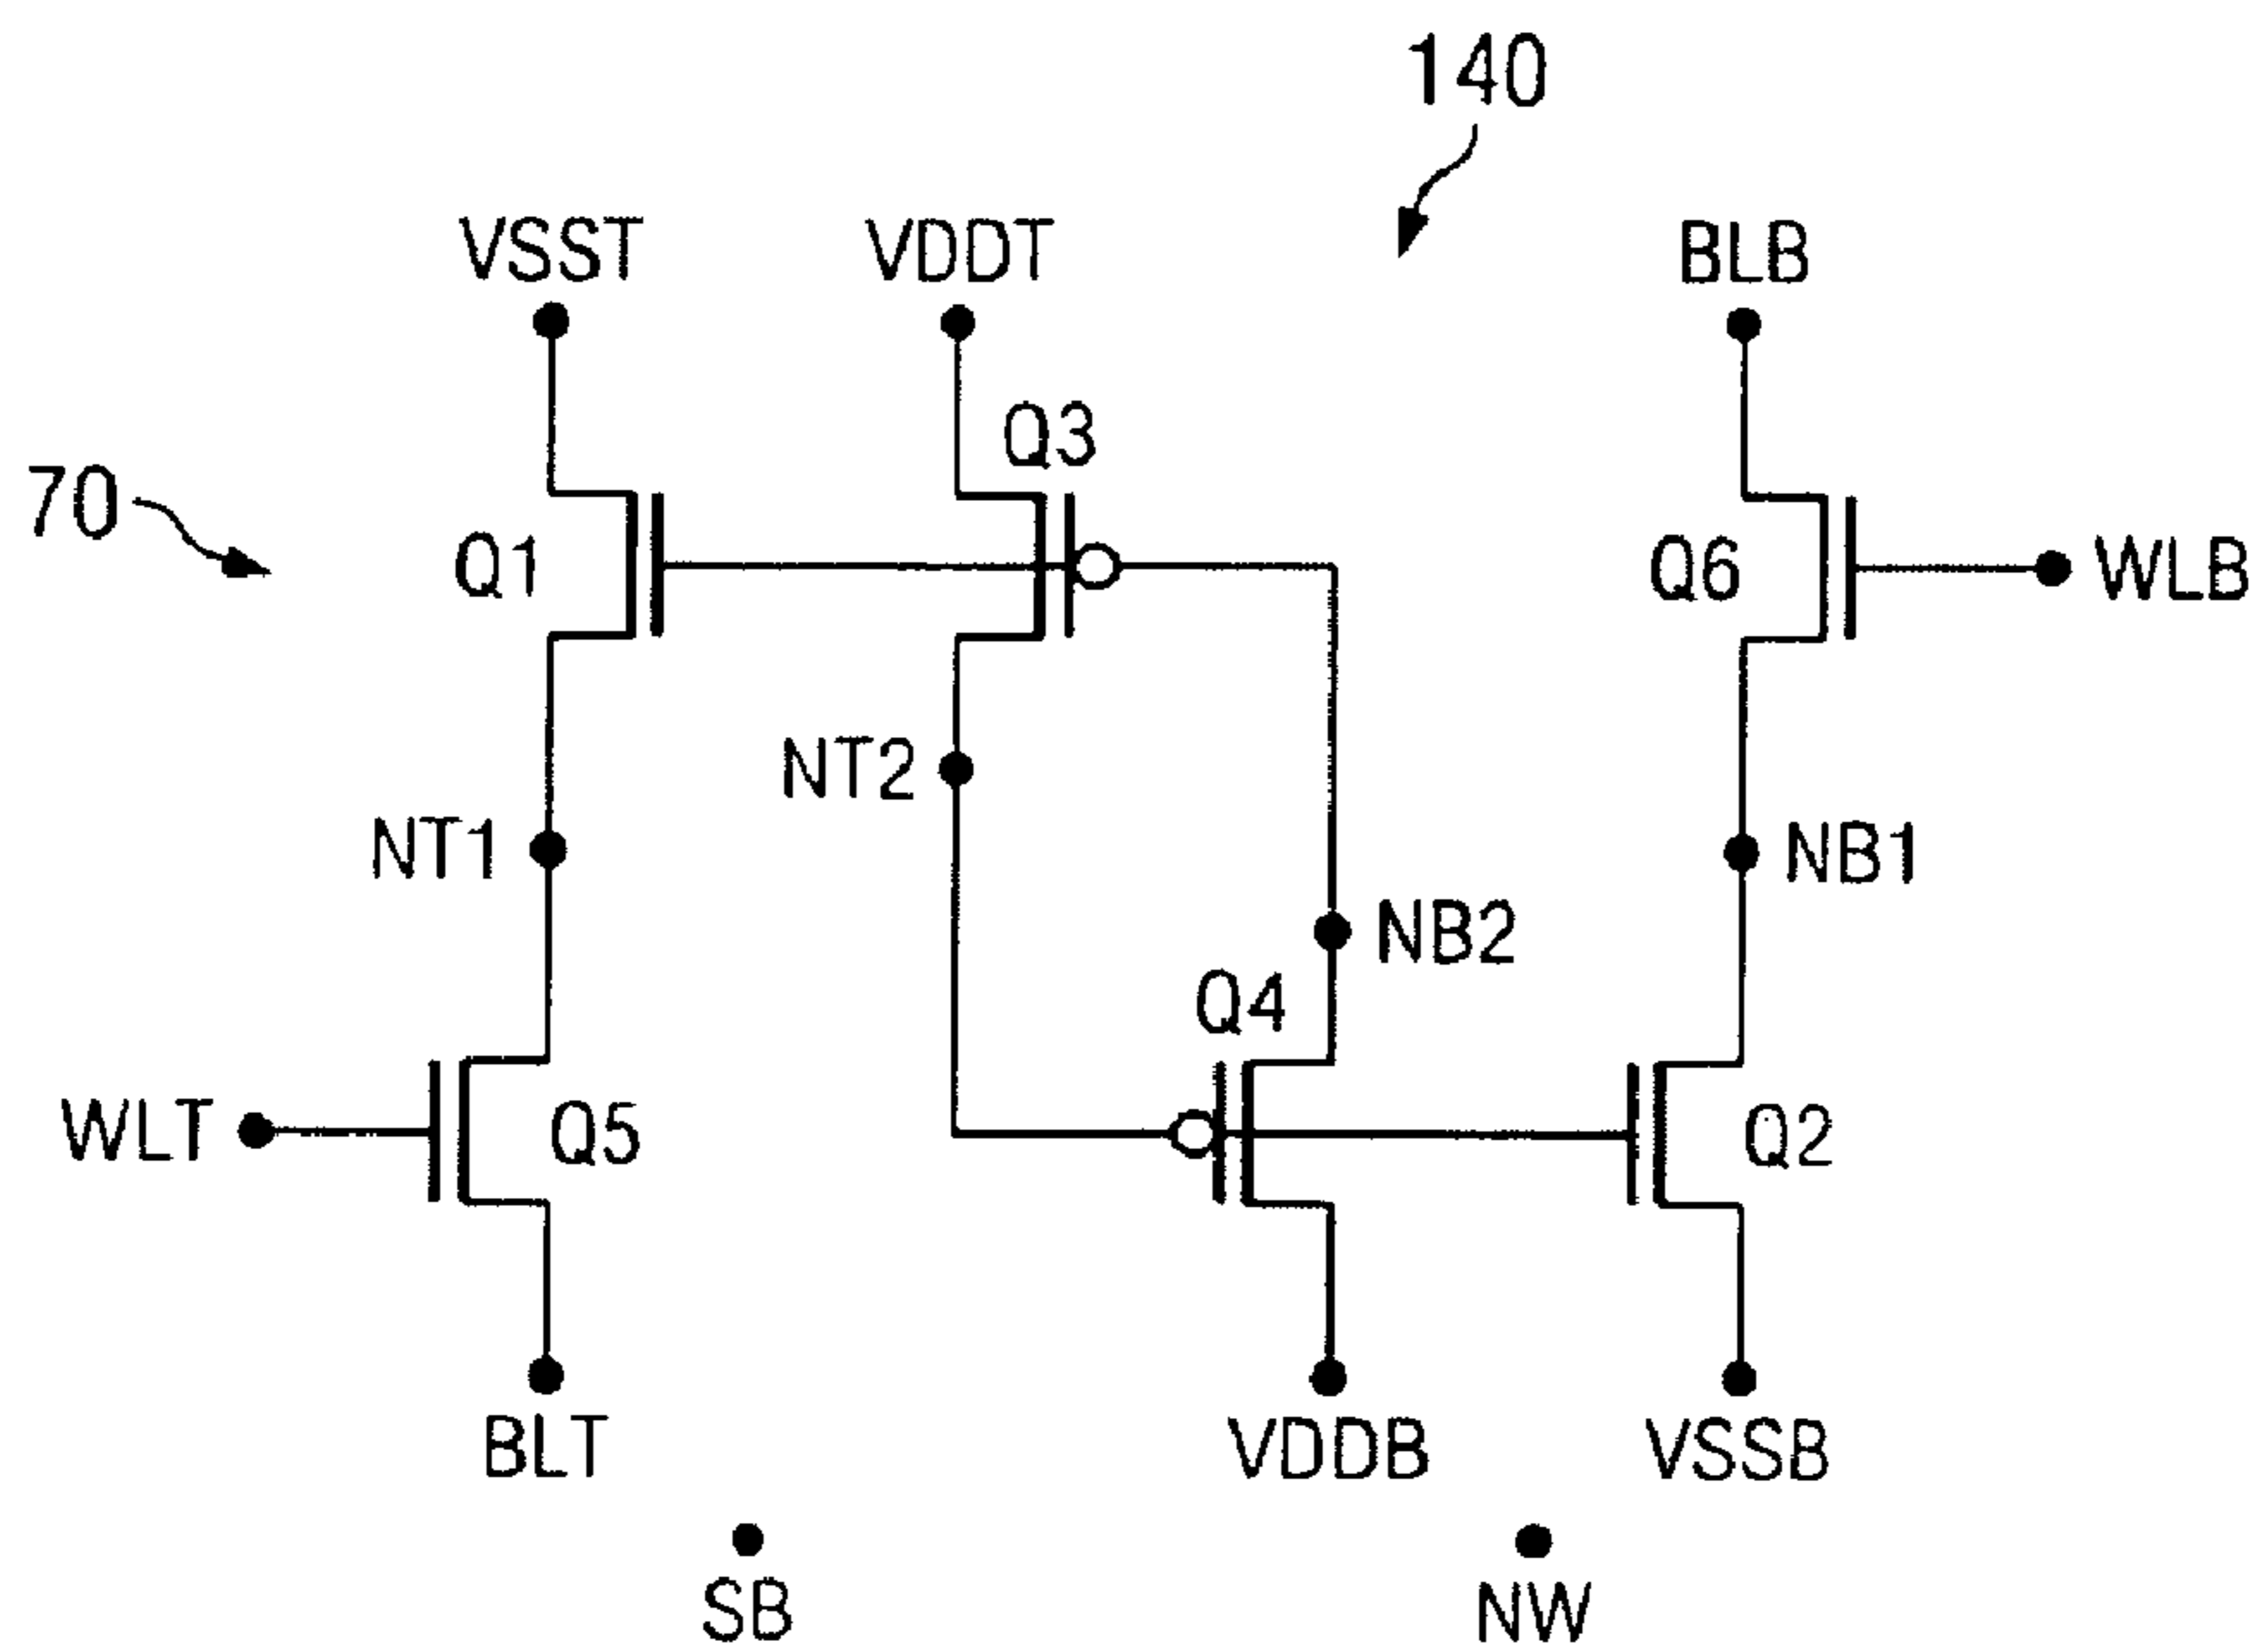 140
VSST
VDDT
BLB
Q3
70
Q1
Q6
WLB
NT2
NT1
NB1
NB2
Q4
WLT
Q5
Q2
BLT
VDDB
VSSB
SB
NW